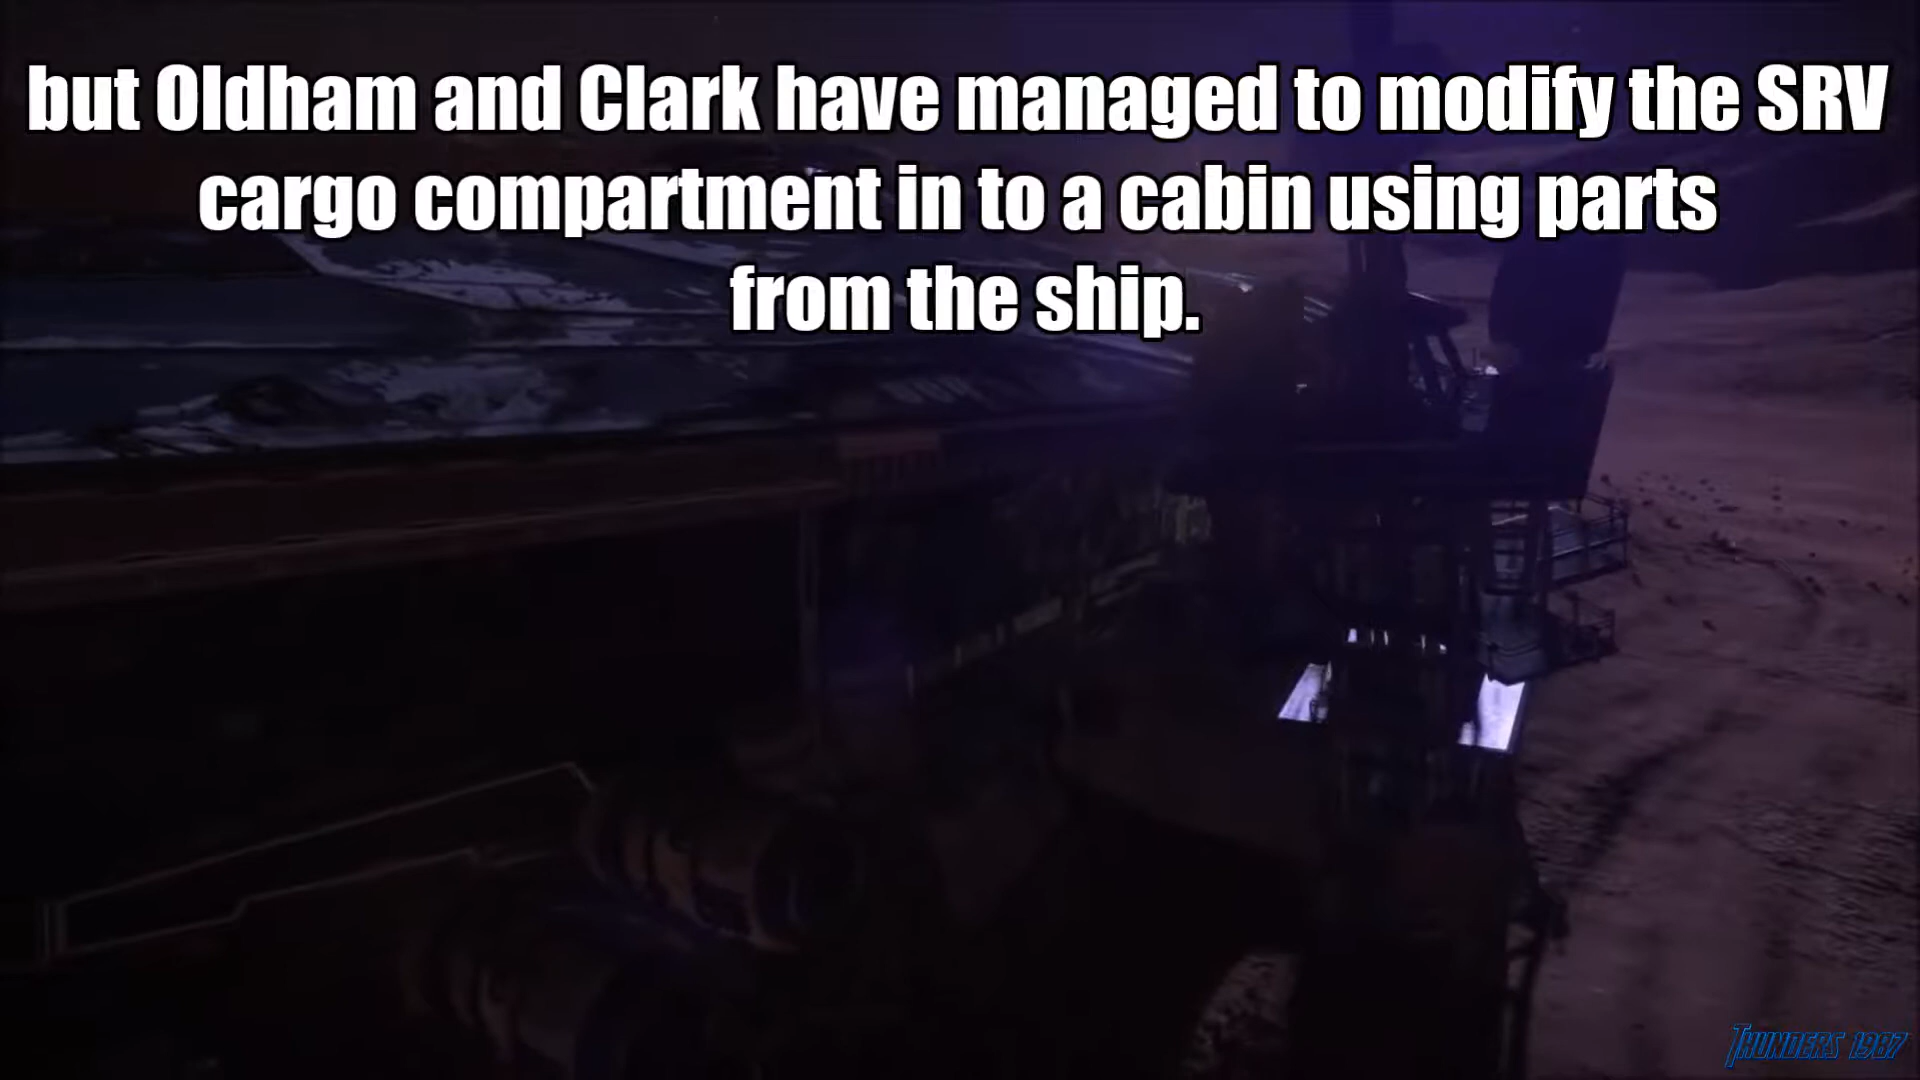 but Oldham and Clark have managed to modify the SRV
cargo compartment in to a cabin using parts
from the ship.
Thunders 1987